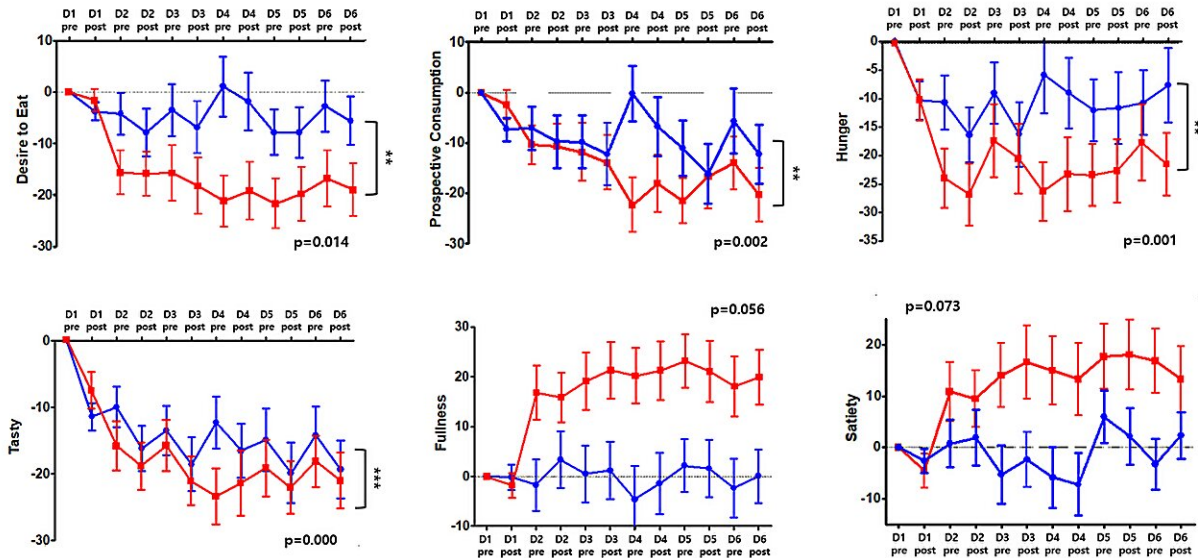 D1 D1 D2 D2 D3 D3 D4 D4 D5 D5 D6 D6
pre post pre post pre post pre post pre post pre post
10
0
-10
-20
-30
Desire to Eat
**
p=0.014
D1 D1 D2 D2 D3 D3 D4 D4 D5 D5 D6 D6
pre post pre post pre post pre post pre post pre post
10
0
-10
-20
-30
Prospective Consumption
**
p=0.002
D1 D1 D2 D2 D3 D3 D4 D4 D5 D5 D6 D6
pre post pre post pre post pre post pre post pre post
0
-5
-10
-15
-20
-25
-30
-35
Hunger
**
p=0.001
D1 D1 D2 D2 D3 D3 D4 D4 D5 D5 D6 D6
pre post pre post pre post pre post pre post pre post
0
-10
-20
-30
Tasty
***
p=0.000
p=0.056
30
20
10
0
-10
Fullness
D1 D1 D2 D2 D3 D3 D4 D4 D5 D5 D6 D6
pre post pre post pre post pre post pre post pre post
p=0.073
20
10
0
-10
Satiety
D1 D1 D2 D2 D3 D3 D4 D4 D5 D5 D6 D6
pre post pre post pre post pre post pre post pre post